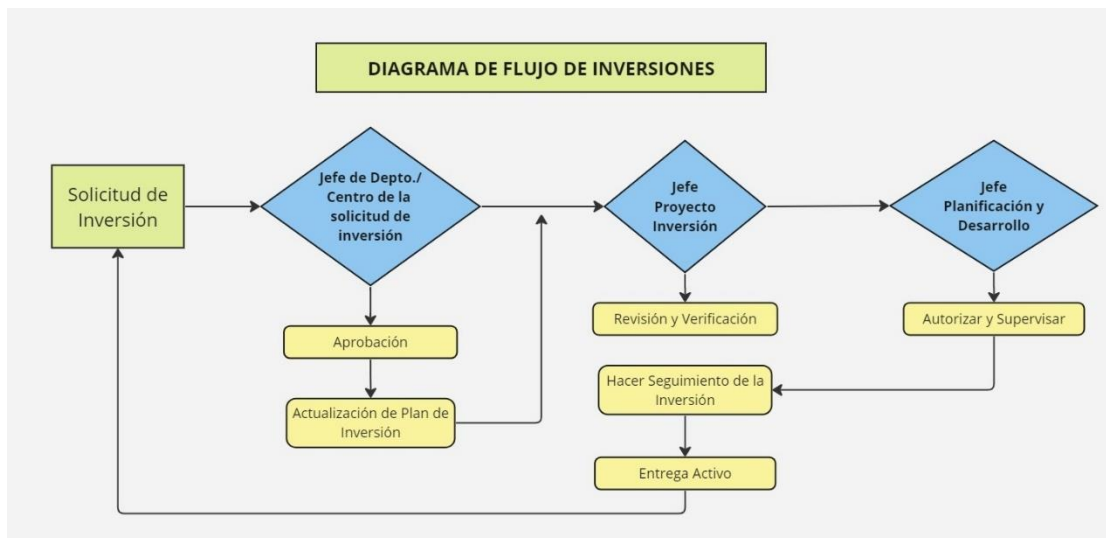 DIAGRAMA DE FLUJO DE INVERSIONES
Solicitud de
Inversión
Jefe de Depto./
Centro de la
solicitud de
inversión
Jefe
Proyecto
Inversión
Jefe
Planificación y
Desarrollo
Aprobación
Actualización de Plan de
Inversión
Revisión y Verificación
Autorizar y Supervisar
Hacer Seguimiento de la
Inversión
Entrega Activo